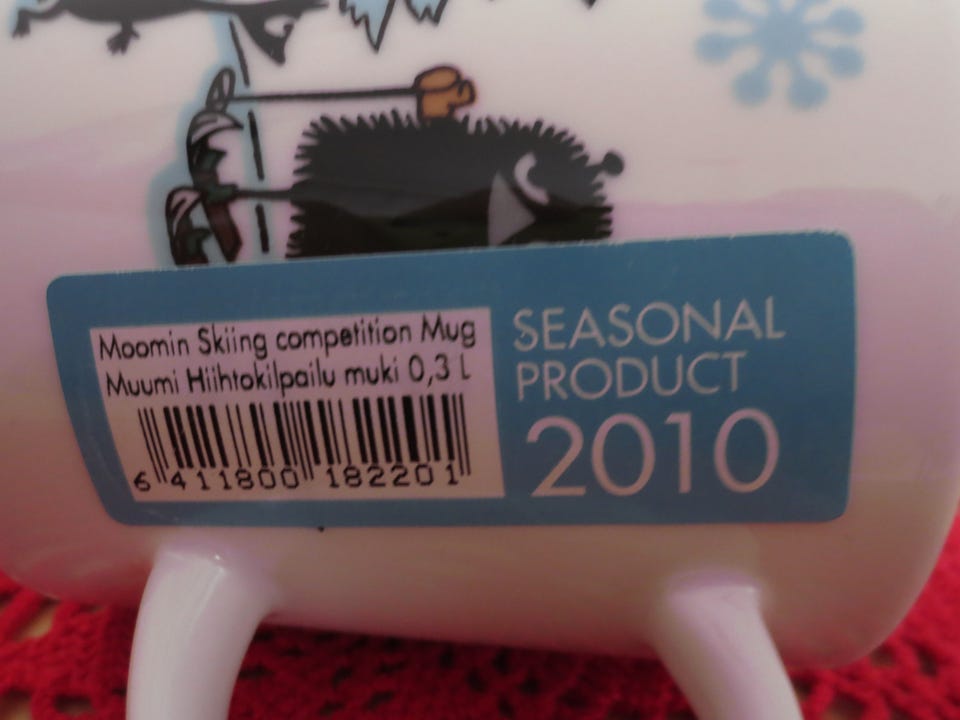 Moomin Skiing competition Mug
Muumi Hiihtokilpailu muki 0,3 L
6 411800 182201
SEASONAL
PRODUCT
2010